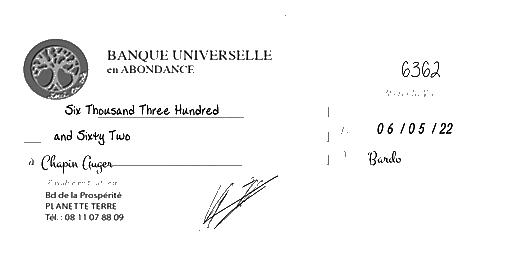 BANQUE UNIVERSELLE
en ABONDANCE
6362
Six Thousand Three Hundred
and Sixty Two
06/05/22
à Chapin Auger
Bardo
Bd de la Prospérité
PLANETTE TERRE
Tél. : 08 11 07 88 09